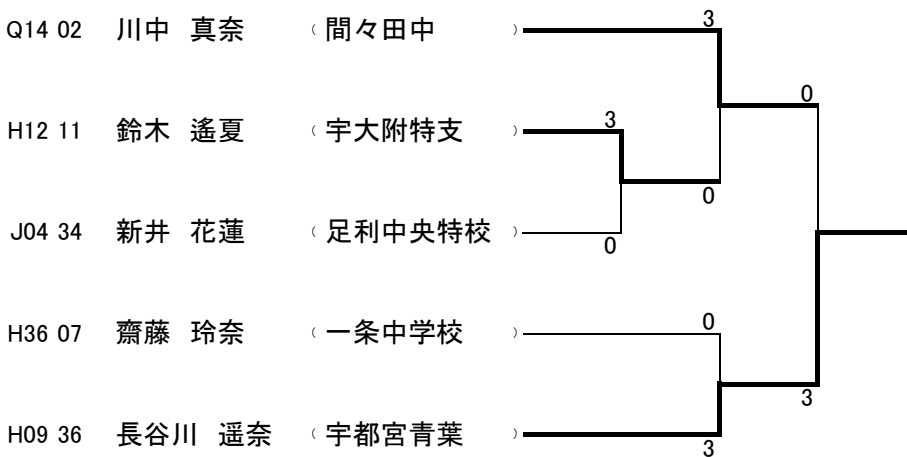 3
Q14 02 川中 真奈 ( 間々田中 )
0
3
H12 11 鈴木 遙夏 ( 宇大附特支 )
0
J04 34 新井 花蓮 ( 足利中央特校 )
0
0
H36 07 齋藤 玲奈 ( 一条中学校 )
3
H09 36 長谷川 遥奈 ( 宇都宮青葉 )
3